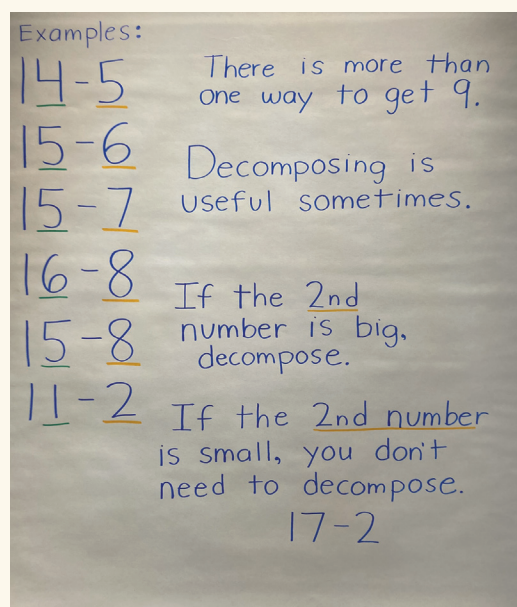 Examples:
14-5
15-6
15-7
16-8
15-8
11-2
There is more than
one way to get 9.
Decomposing is
useful sometimes.
If the 2nd
number is big,
decompose.
If the 2nd number
is small, you don't
need to decompose.
17-2